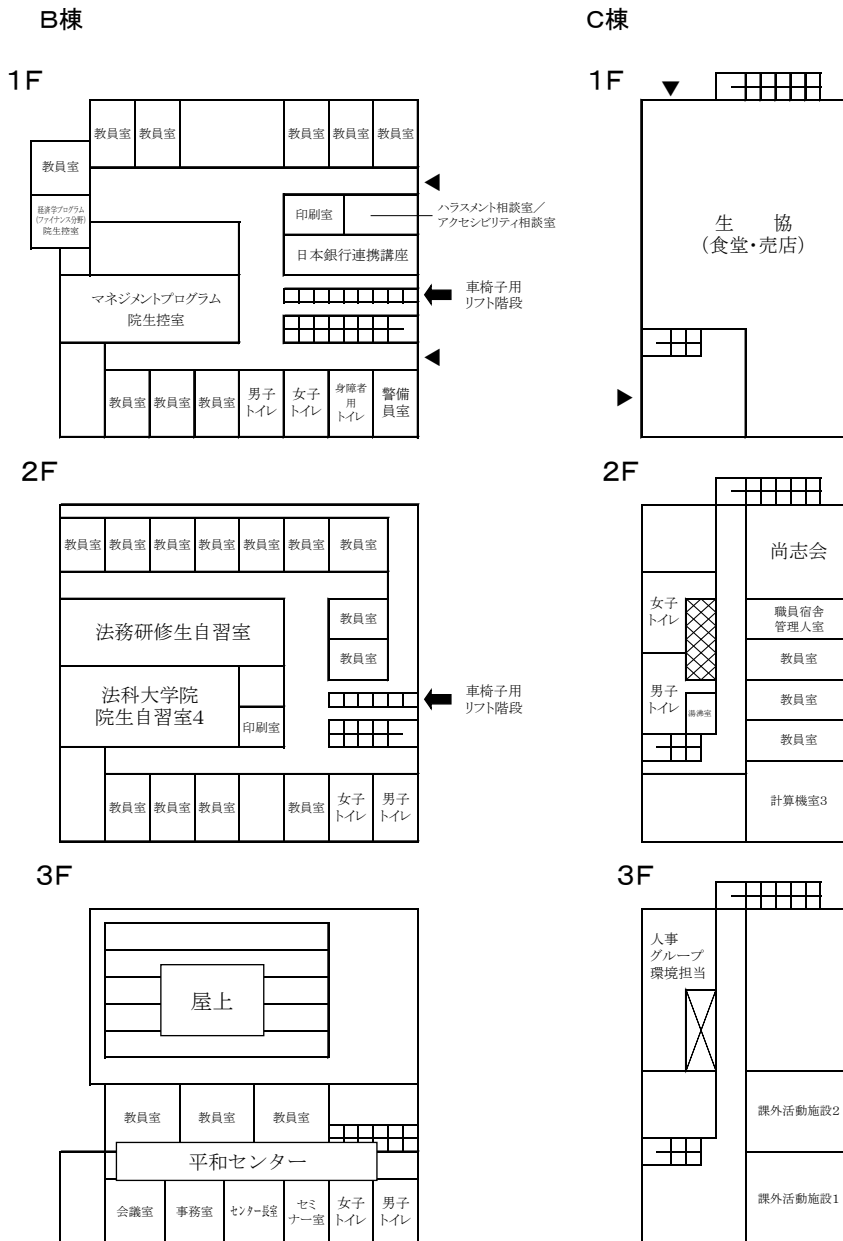 B棟
C棟
1F
教員室 教員室 教員室 教員室 教員室
教員室
経済学プログラム
(ファイナンス分野)
院生控室
印刷室
ハラスメント相談室／
アクセシビリティ相談室
日本銀行連携講座
マネジメントプログラム
院生控室
車椅子用
リフト階段
教員室 教員室 教員室
男子
トイレ
女子
トイレ
身障者
用
トイレ
警備
員室
1F
生 協
(食堂・売店)
2F
教員室 教員室 教員室 教員室 教員室 教員室 教員室
法務研修生自習室
教員室
教員室
法科大学院
院生自習室4
印刷室
車椅子用
リフト階段
教員室 教員室 教員室 教員室
女子
トイレ
男子
トイレ
2F
尚志会
女子
トイレ
職員宿舎
管理人室
教員室
男子
トイレ
湯沸室
教員室
教員室
計算機室3
3F
屋上
教員室 教員室 教員室
平和センター
会議室 事務室 センター長室
セミ
ナー室
女子
トイレ
男子
トイレ
3F
人事
グループ
環境担当
課外活動施設2
課外活動施設1